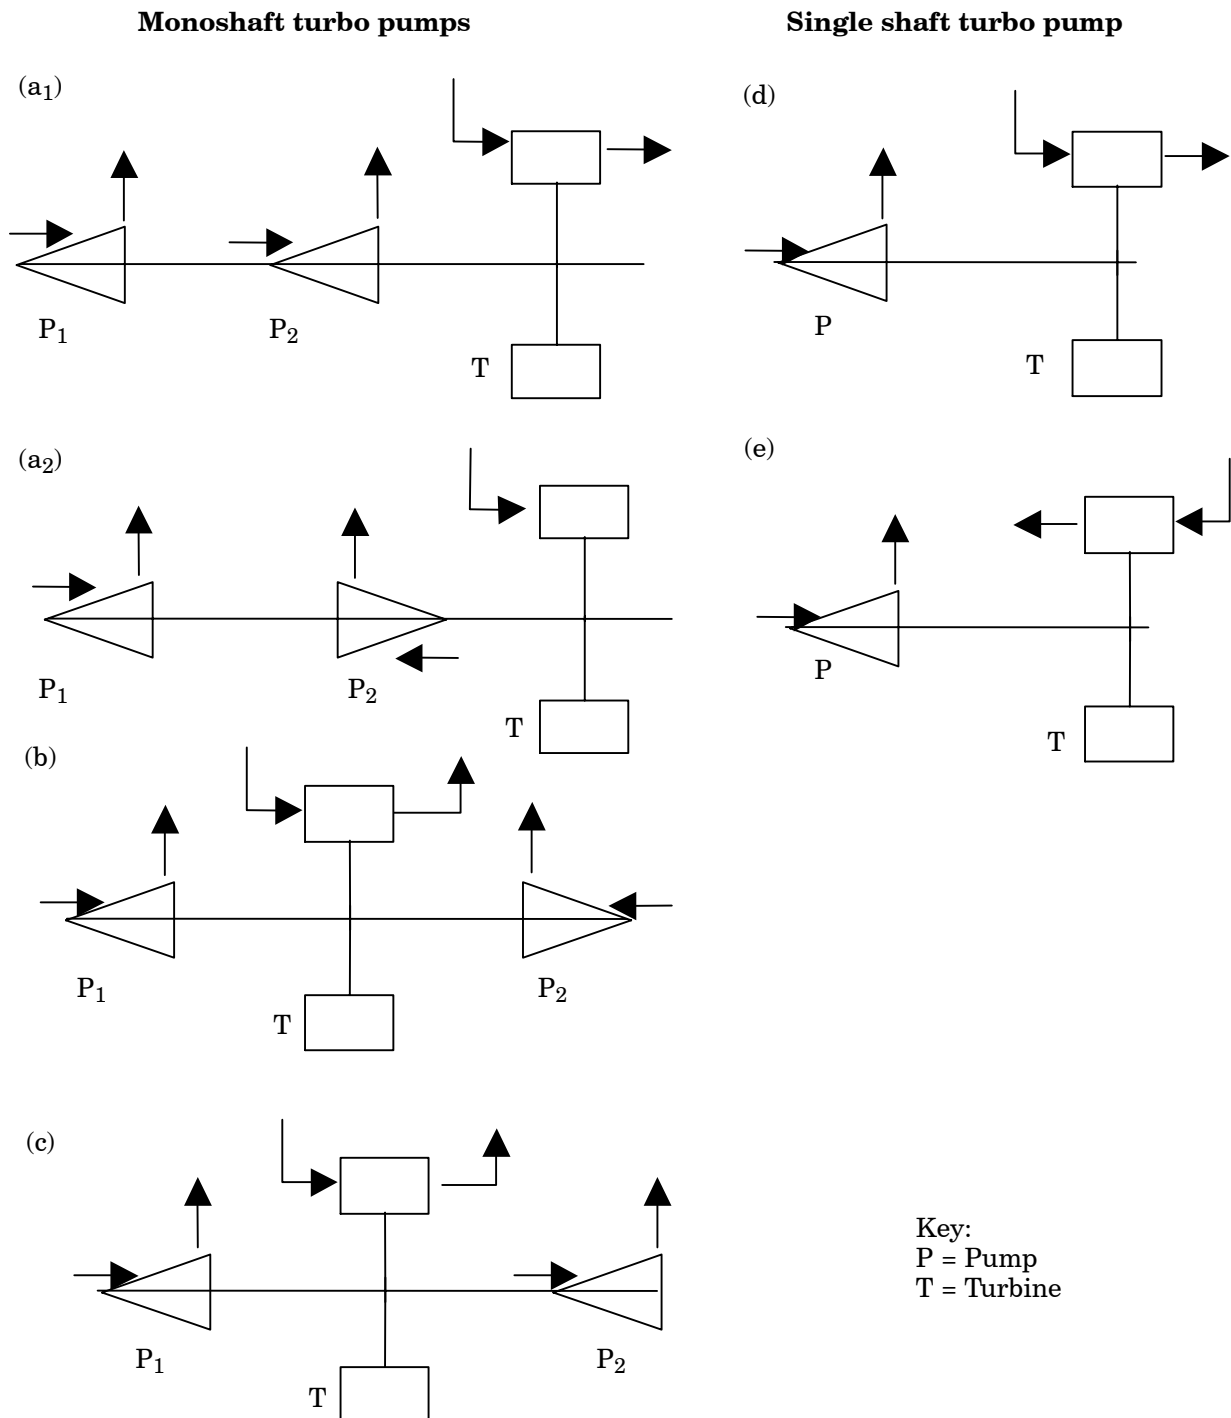 Monoshaft turbo pumps
Single shaft turbo pump
(a1)
P1
P2
T
(d)
P
T
(a2)
P1
P2
T
(e)
P
T
(b)
P1
T
P2
(c)
P1
T
P2
Key:
P = Pump
T = Turbine